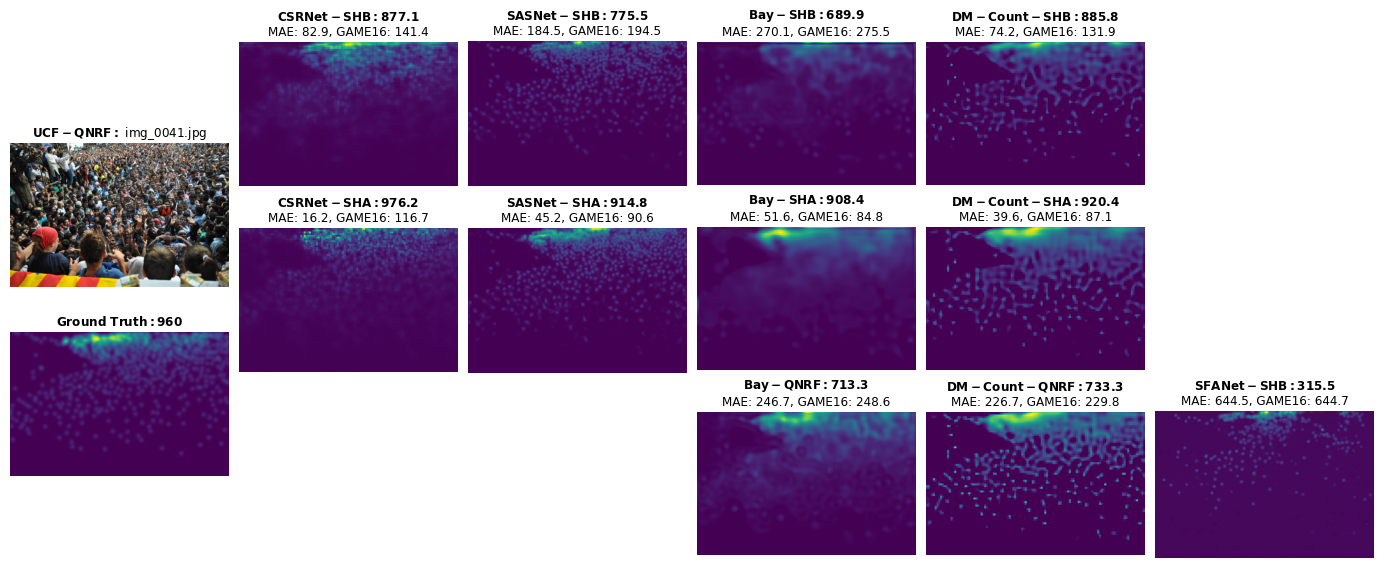 CSRNet − SHB : 877.1
MAE: 82.9, GAME16: 141.4
SASNet − SHB : 775.5
MAE: 184.5, GAME16: 194.5
Bay − SHB : 689.9
MAE: 270.1, GAME16: 275.5
DM − Count − SHB : 885.8
MAE: 74.2, GAME16: 131.9
UCF − QNRF : img_0041.jpg
CSRNet − SHA : 976.2
MAE: 16.2, GAME16: 116.7
SASNet − SHA : 914.8
MAE: 45.2, GAME16: 90.6
Bay − SHA : 908.4
MAE: 51.6, GAME16: 84.8
DM − Count − SHA : 920.4
MAE: 39.6, GAME16: 87.1
Ground Truth : 960
Bay − QNRF : 713.3
MAE: 246.7, GAME16: 248.6
DM − Count − QNRF : 733.3
MAE: 226.7, GAME16: 229.8
SFANet − SHB : 315.5
MAE: 644.5, GAME16: 644.7